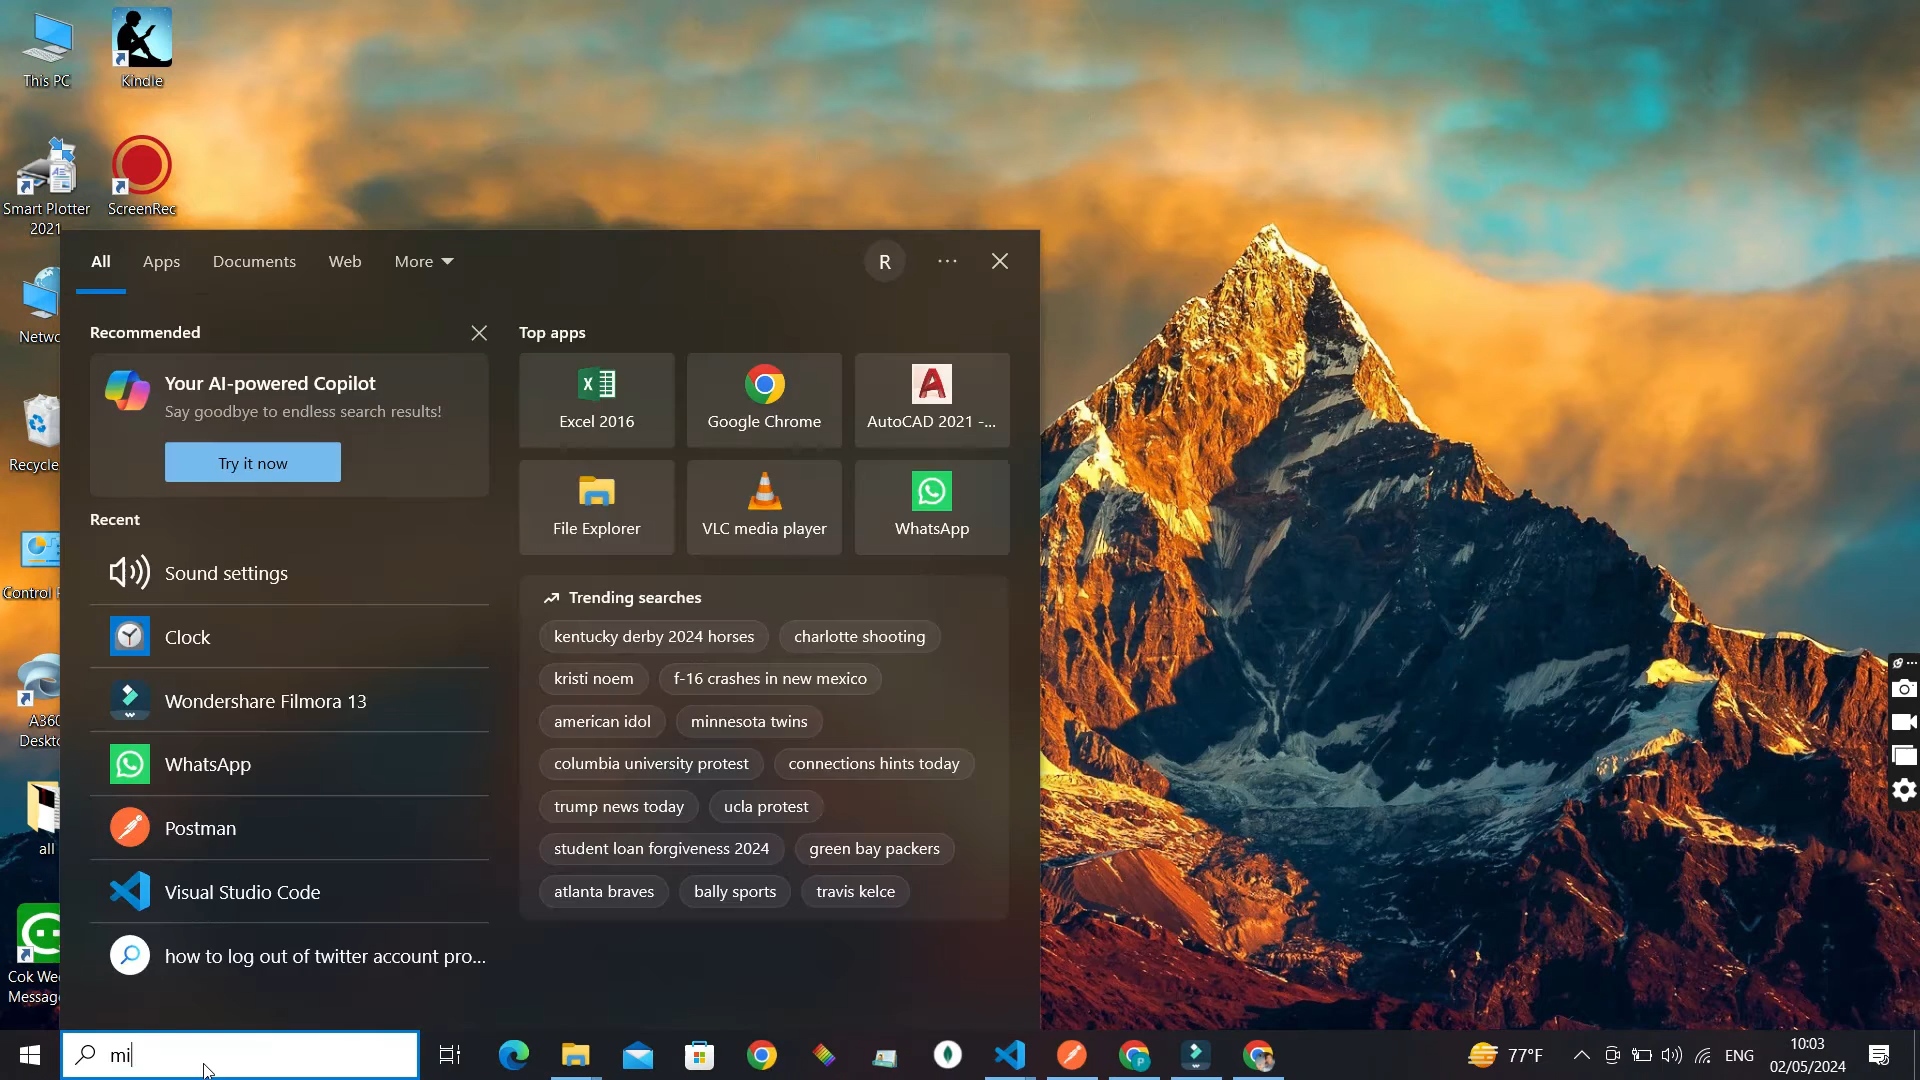 This PC
Kindle
Smart Plotter
2021
ScreenRec
All
Apps
Documents
Web
More
R
Recommended
Your AI-powered Copilot
Say goodbye to endless search results!
Try it now
Recent
Sound settings
Clock
Wondershare Filmora 13
WhatsApp
Postman
Visual Studio Code
how to log out of twitter account pro...
Top apps
Excel 2016
Google Chrome
AutoCAD 2021 -...
File Explorer
VLC media player
WhatsApp
Trending searches
kentucky derby 2024 horses
charlotte shooting
kristi noem
f-16 crashes in new mexico
american idol
minnesota twins
columbia university protest
connections hints today
trump news today
ucla protest
student loan forgiveness 2024
green bay packers
atlanta braves
bally sports
travis kelce
Netwo
Recycle
Control
A360
Deskto
all
Cok We
Messag
mi
77°F
ENG
10:03
02/05/2024